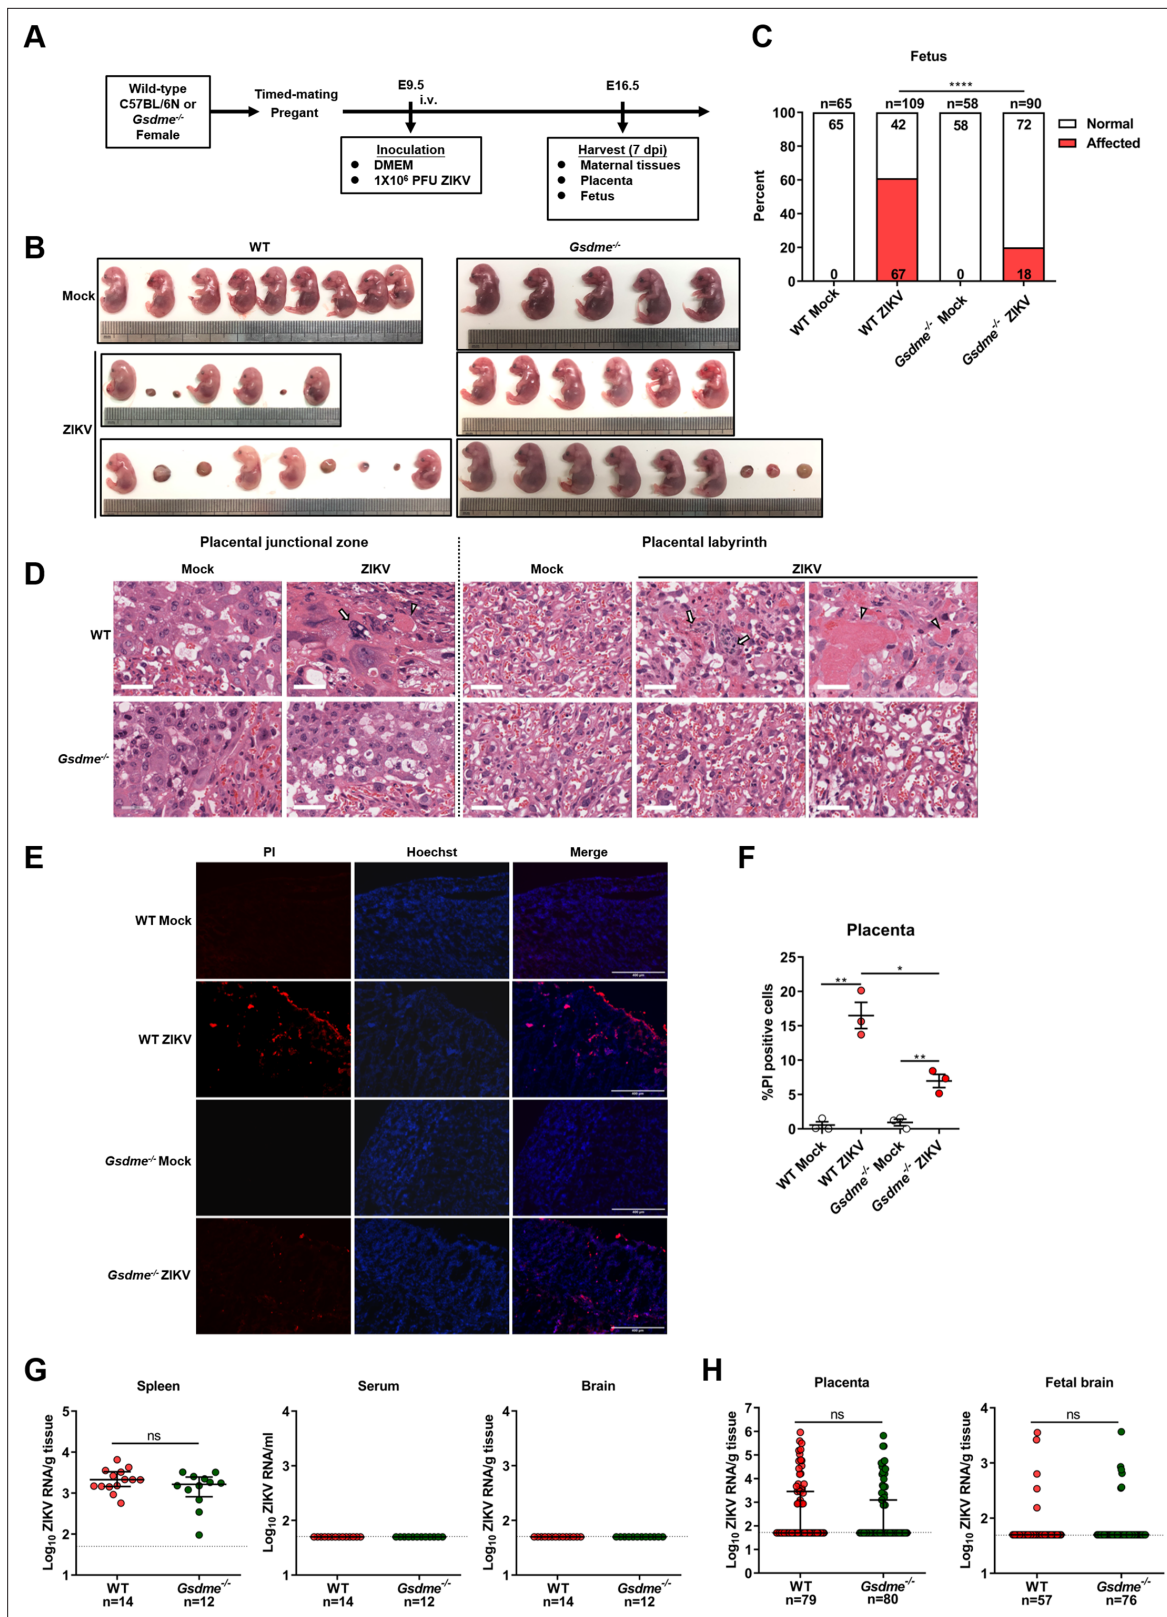 A
Wild-type
C57BL/6N or
Gsdme-/-
Female
Timed-mating
Pregant
E9.5
i.v.
E16.5
Inoculation
● DMEM
● 1X10⁶ PFU ZIKV
Harvest (7 dpi)
● Maternal tissues
● Placenta
● Fetus
C
Fetus
****
n=65 n=109 n=58 n=90
65 42 58 72
0 67 0 18
100
80
60
40
20
0
Percent
Normal
Affected
WT Mock
WT ZIKV
Gsdme-/- Mock
Gsdme-/- ZIKV
B
WT
Gsdme-/-
Mock
ZIKV
D
Placental junctional zone
Placental labyrinth
Mock
ZIKV
Mock
ZIKV
WT
Gsdme-/-
E
PI
Hoechst
Merge
WT Mock
WT ZIKV
Gsdme-/- Mock
Gsdme-/- ZIKV
F
Placenta
25
20
15
10
5
0
%PI positive cells
**
*
**
WT Mock
WT ZIKV
Gsdme-/- Mock
Gsdme-/- ZIKV
G
Spleen
Log₁₀ ZIKV RNA/g tissue
5
4
3
2
1
ns
WT
n=14
Gsdme-/-
n=12
Serum
Log₁₀ ZIKV RNA/ml
4
3
2
1
WT
n=14
Gsdme-/-
n=12
Brain
Log₁₀ ZIKV RNA/g tissue
4
3
2
1
WT
n=14
Gsdme-/-
n=12
H
Placenta
Log₁₀ ZIKV RNA/g tissue
7
6
5
4
3
2
1
0
ns
WT
n=79
Gsdme-/-
n=80
Fetal brain
Log₁₀ ZIKV RNA/g tissue
4
3
2
1
ns
WT
n=57
Gsdme-/-
n=76